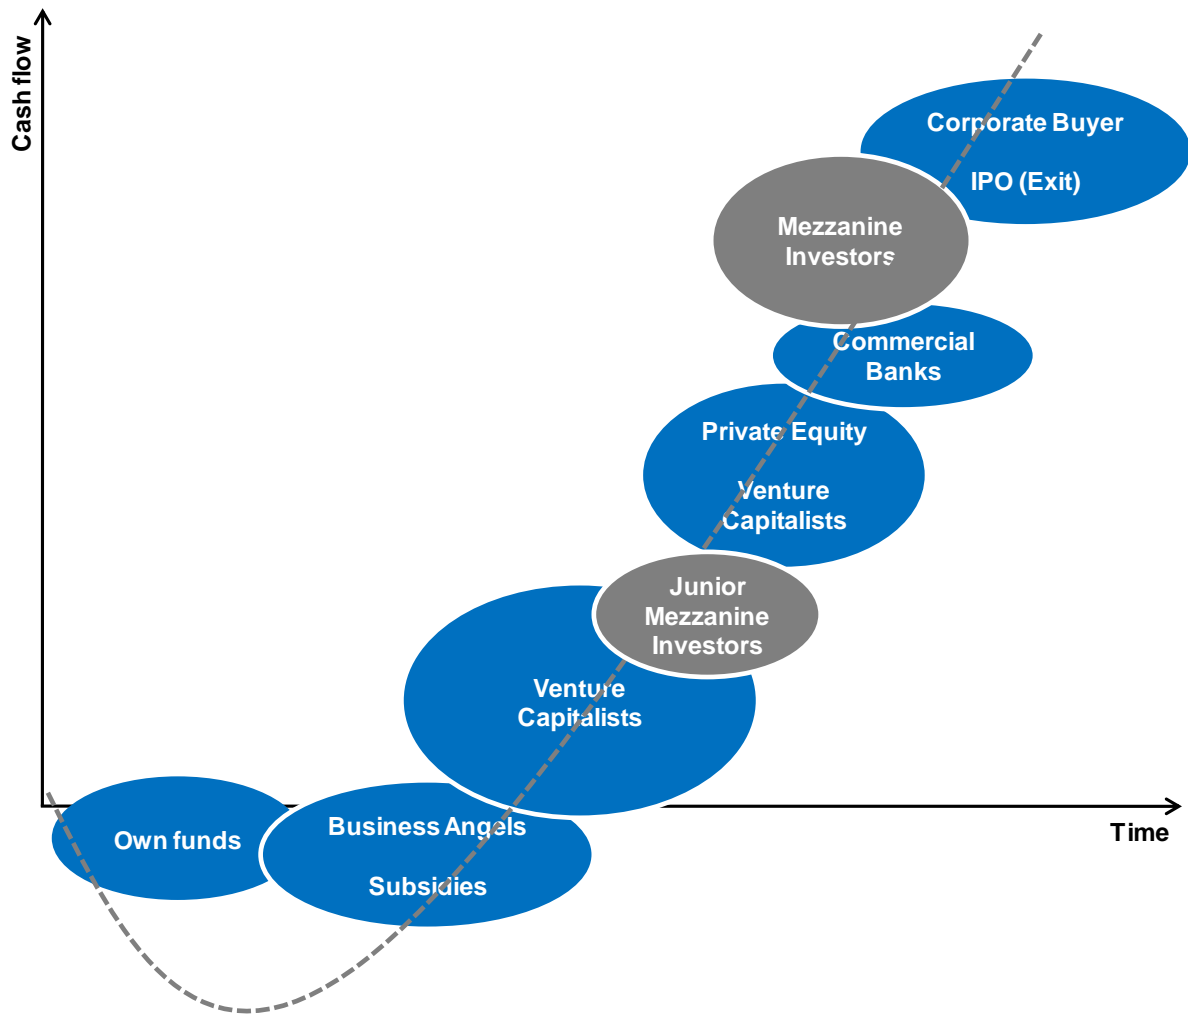 Cash flow
Corporate Buyer
IPO (Exit)
Mezzanine
Investors
Commercial
Banks
Private Equity
Venture
Capitalists
Junior
Mezzanine
Investors
Venture
Capitalists
Own funds
Business Angels
Subsidies
Time